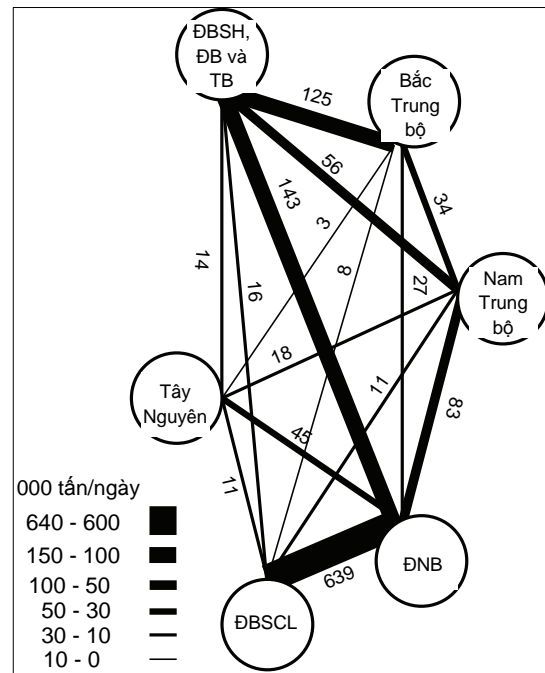 ĐBSH,
ĐB và
TB
Bắc
Trung
bộ
125
56
143
34
3
8
14
16
27
Nam
Trung
bộ
18
11
83
Tây
Nguyên
45
11
000 tấn/ngày
640 - 600
150 - 100
100 - 50
50 - 30
30 - 10
10 - 0
639
ĐNB
ĐBSCL